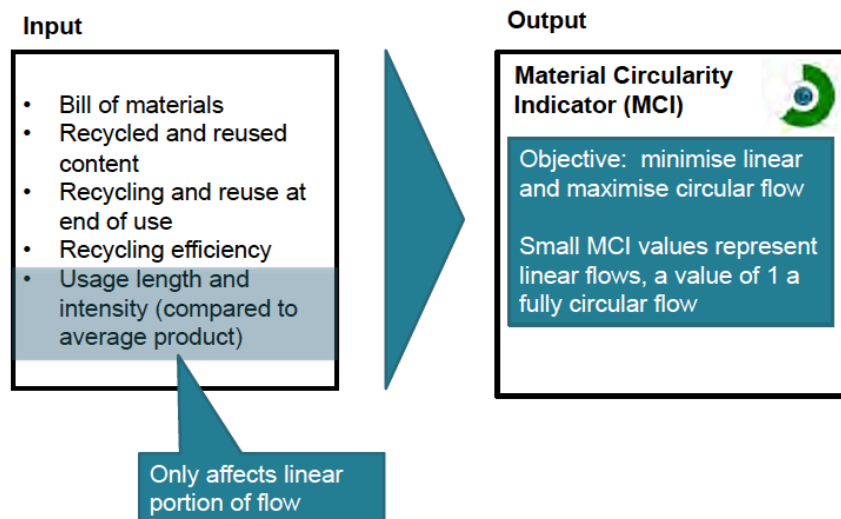 Input
• Bill of materials
• Recycled and reused
content
• Recycling and reuse at
end of use
• Recycling efficiency
• Usage length and
intensity (compared to
average product)
Only affects linear
portion of flow
Output
Material Circularity
Indicator (MCI)
Objective:  minimise linear
and maximise circular flow
Small MCI values represent
linear flows, a value of 1 a
fully circular flow